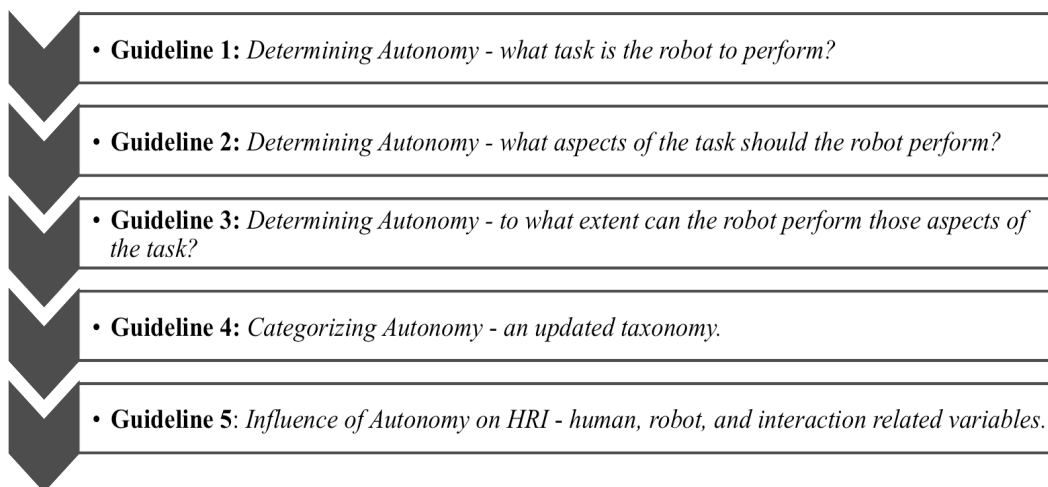 • Guideline 1: Determining Autonomy - what task is the robot to perform?
• Guideline 2: Determining Autonomy - what aspects of the task should the robot perform?
• Guideline 3: Determining Autonomy - to what extent can the robot perform those aspects of
the task?
• Guideline 4: Categorizing Autonomy - an updated taxonomy.
• Guideline 5: Influence of Autonomy on HRI - human, robot, and interaction related variables.